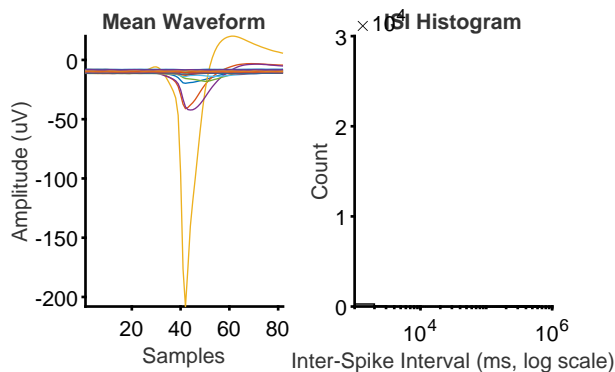 Mean Waveform
0
-50
-100
-150
-200
Amplitude (uV)
20 40 60 80
Samples
ISI Histogram
×10⁴
3
2
1
0
Count
10⁴ 10⁶
Inter-Spike Interval (ms, log scale)